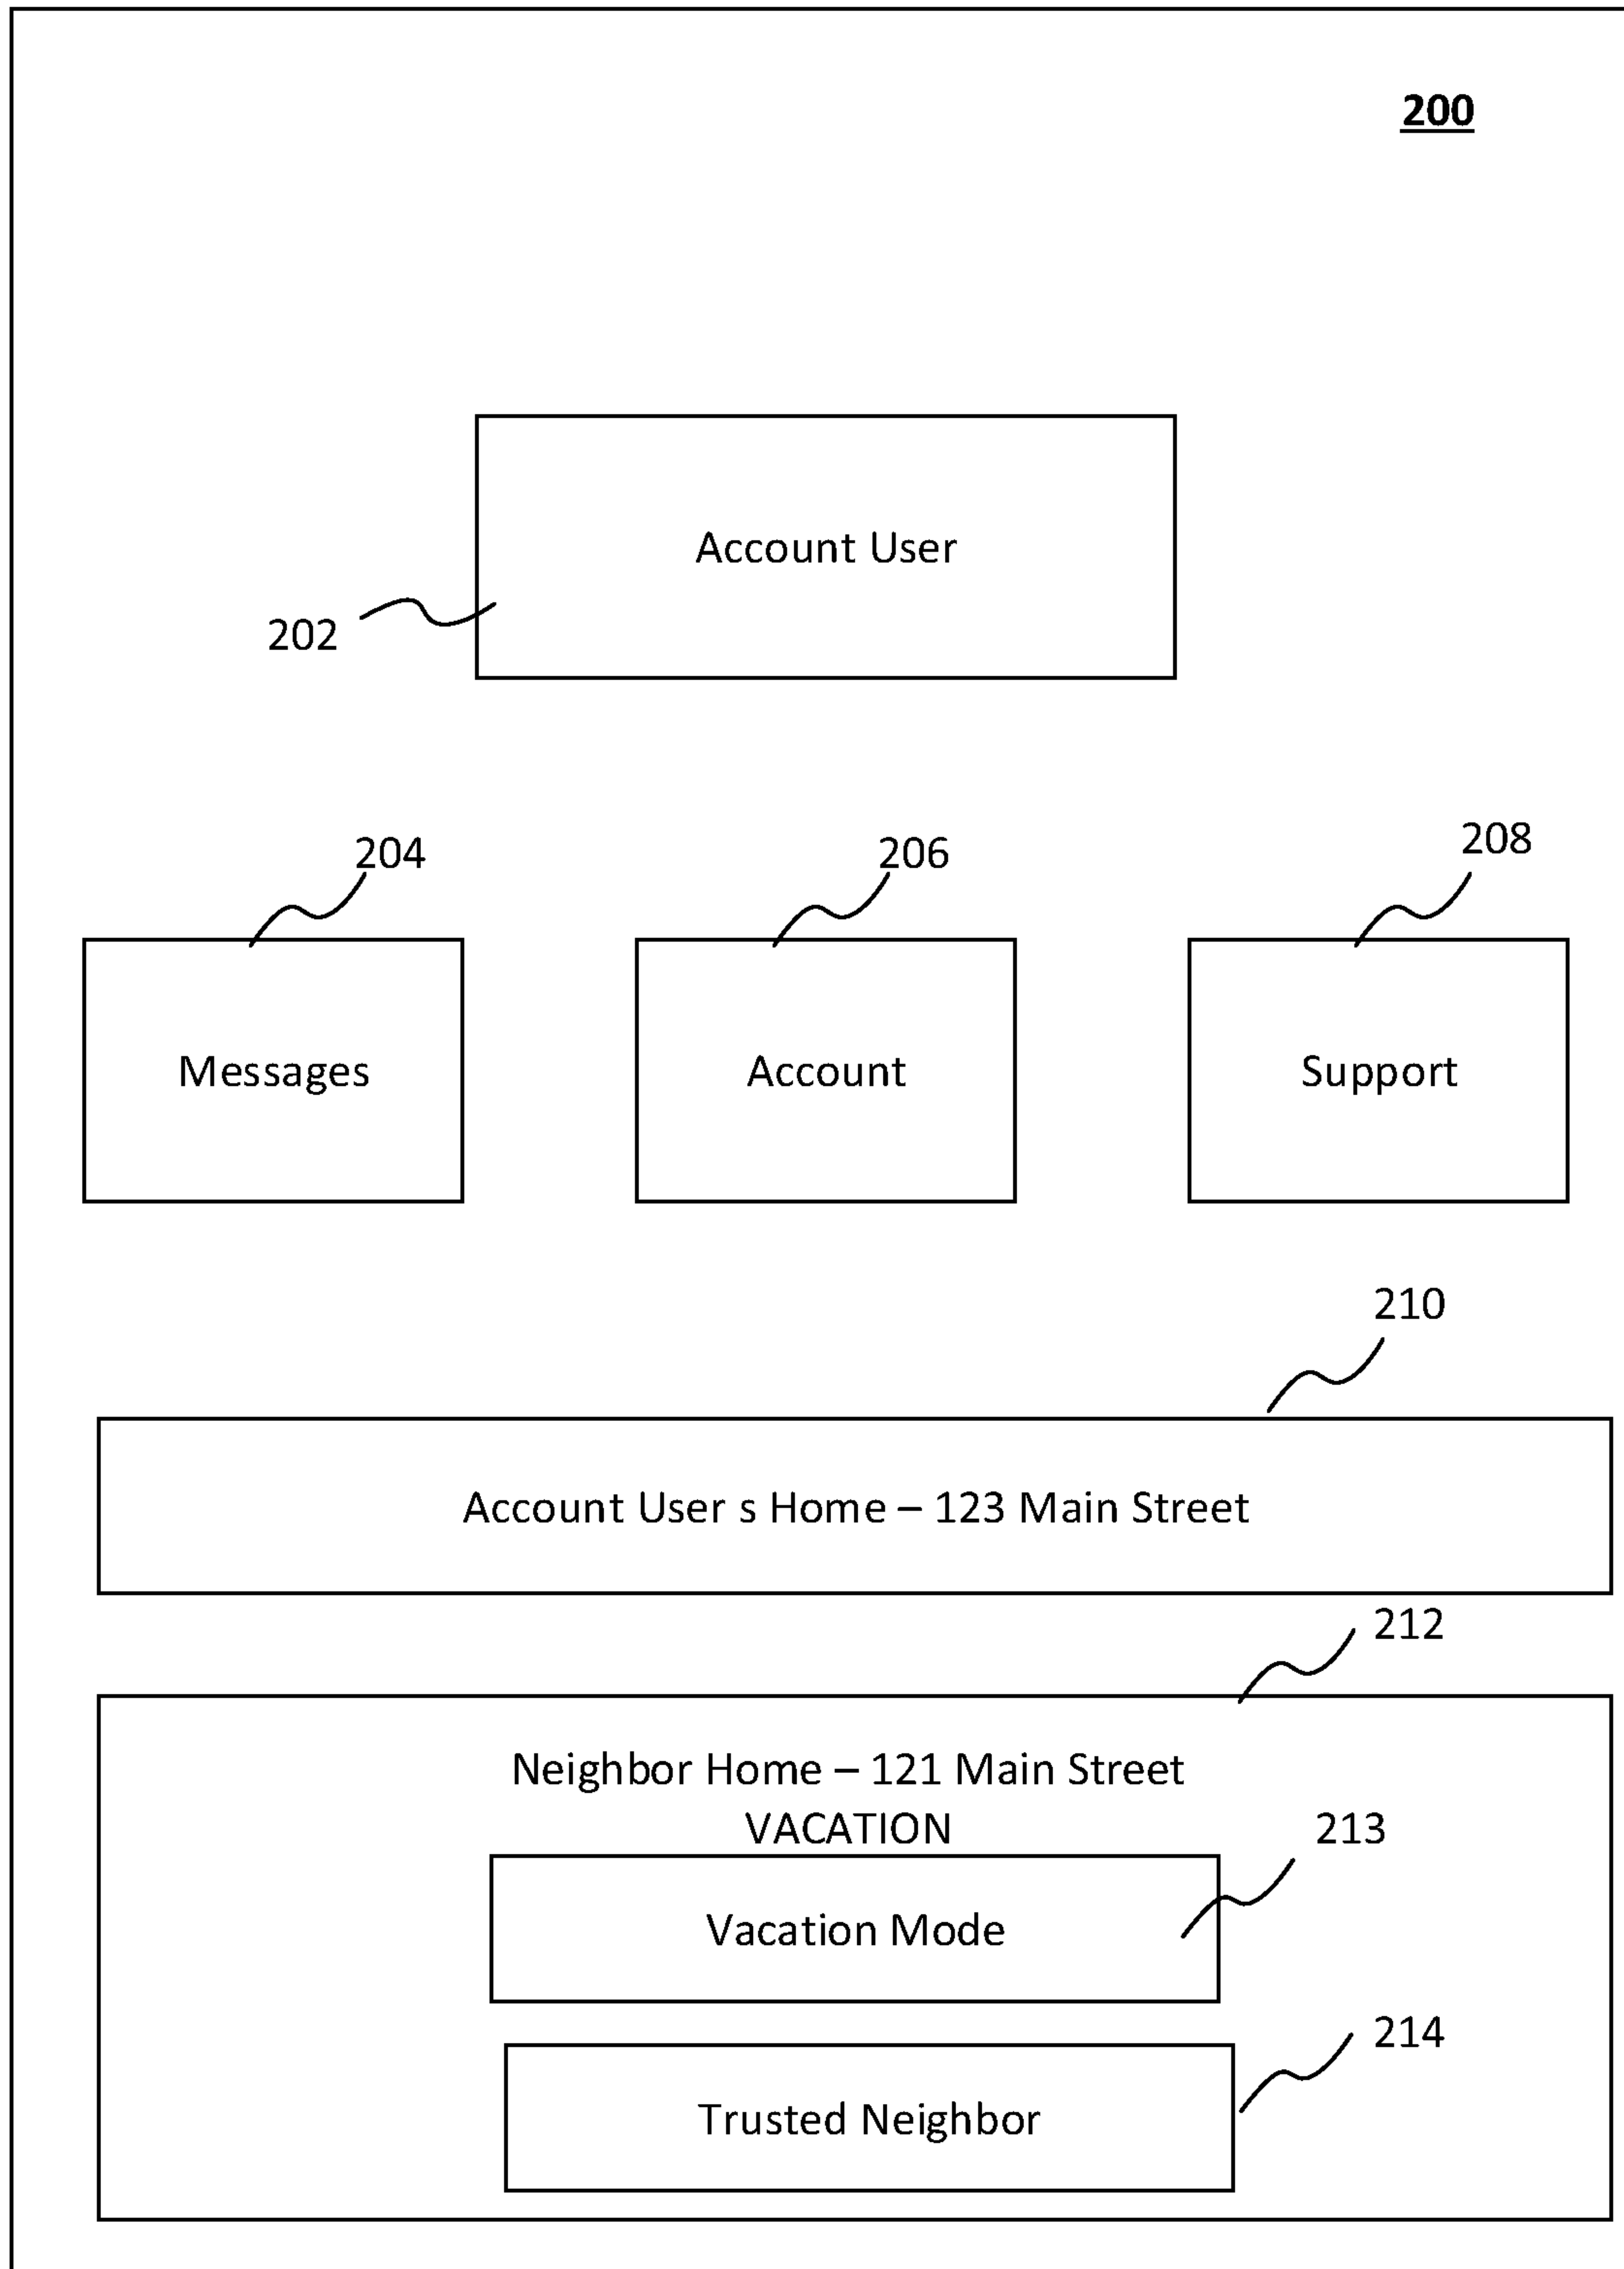 200
Account User
202
204
206
208
Messages
Account
Support
210
Account User s Home – 123 Main Street
212
Neighbor Home – 121 Main Street
VACATION
213
Vacation Mode
214
Trusted Neighbor